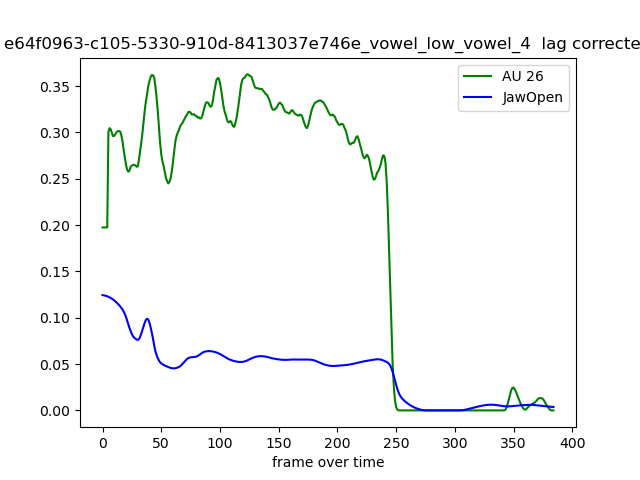 e64f0963-c105-5330-910d-8413037e746e_vowel_low_vowel_4 lag correcte
AU 26
JawOpen
0.35
0.30
0.25
0.20
0.15
0.10
0.05
0.00
0 50 100 150 200 250 300 350 400
frame over time